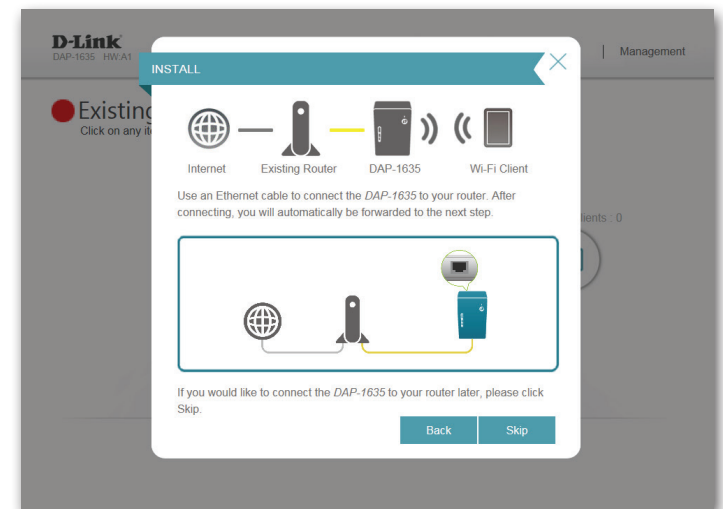 D-Link
DAP-1635 HW:A1
Management
INSTALL
Existing
Click on any
Internet
Existing Router
DAP-1635
Wi-Fi Client
Use an Ethernet cable to connect the DAP-1635 to your router. After
connecting, you will automatically be forwarded to the next step.
lients : 0
If you would like to connect the DAP-1635 to your router later, please click
Skip.
Back
Skip